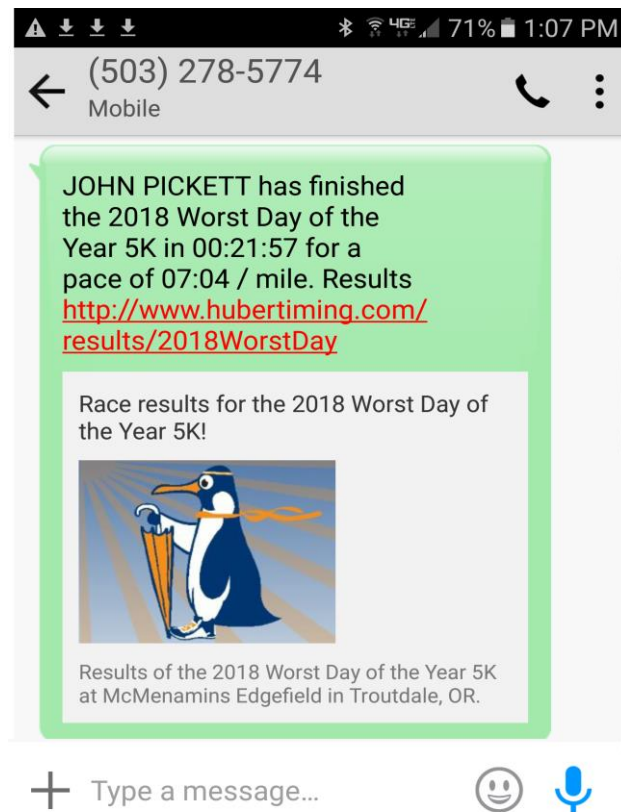 4GE 71% 1:07 PM
(503) 278-5774
Mobile
JOHN PICKETT has finished
the 2018 Worst Day of the
Year 5K in 00:21:57 for a
pace of 07:04 / mile. Results
http://www.hubertiming.com/
results/2018WorstDay
Race results for the 2018 Worst Day of
the Year 5K!
Results of the 2018 Worst Day of the Year 5K
at McMenamins Edgefield in Troutdale, OR.
Type a message...